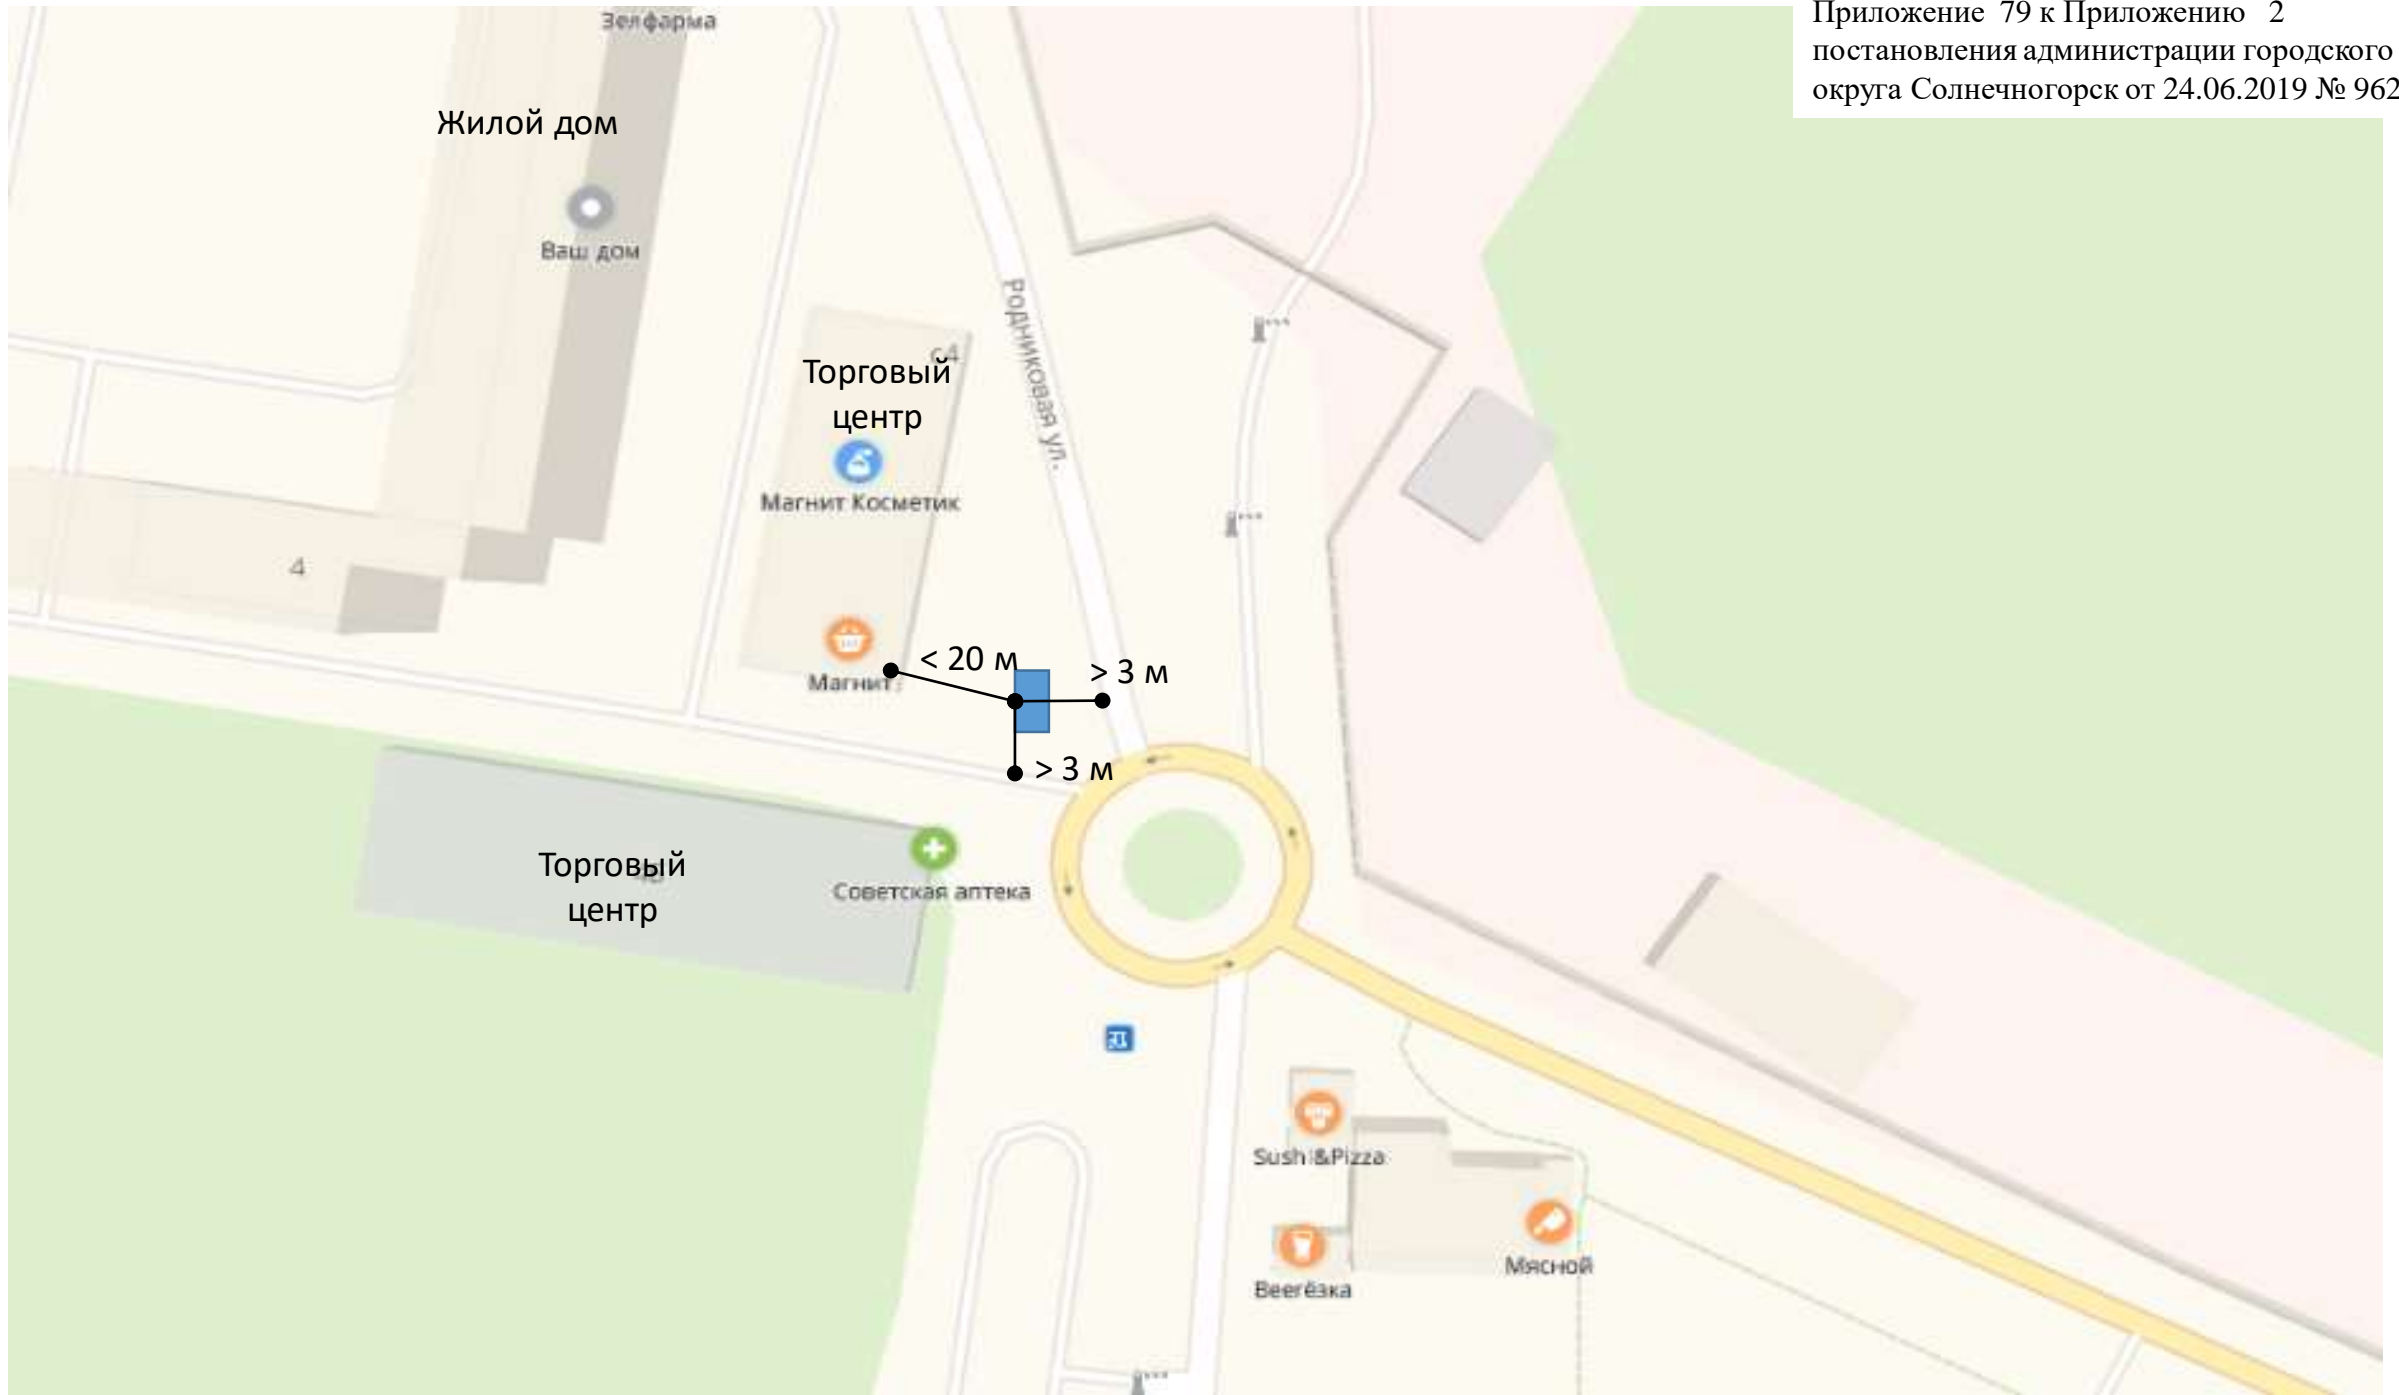 Приложение 79 к Приложению 2
постановления администрации городского
округа Солнечногорск от 24.06.2019 № 962
Зелфарма
Жилой дом
Ваш дом
Родниковая ул.
с4
Торговый
центр
Магнит Косметик
4
Магнит
< 20 м
> 3 м
> 3 м
Торговый
центр
Советская аптека
Sushi&Pizza
Мясной
Beerёзка